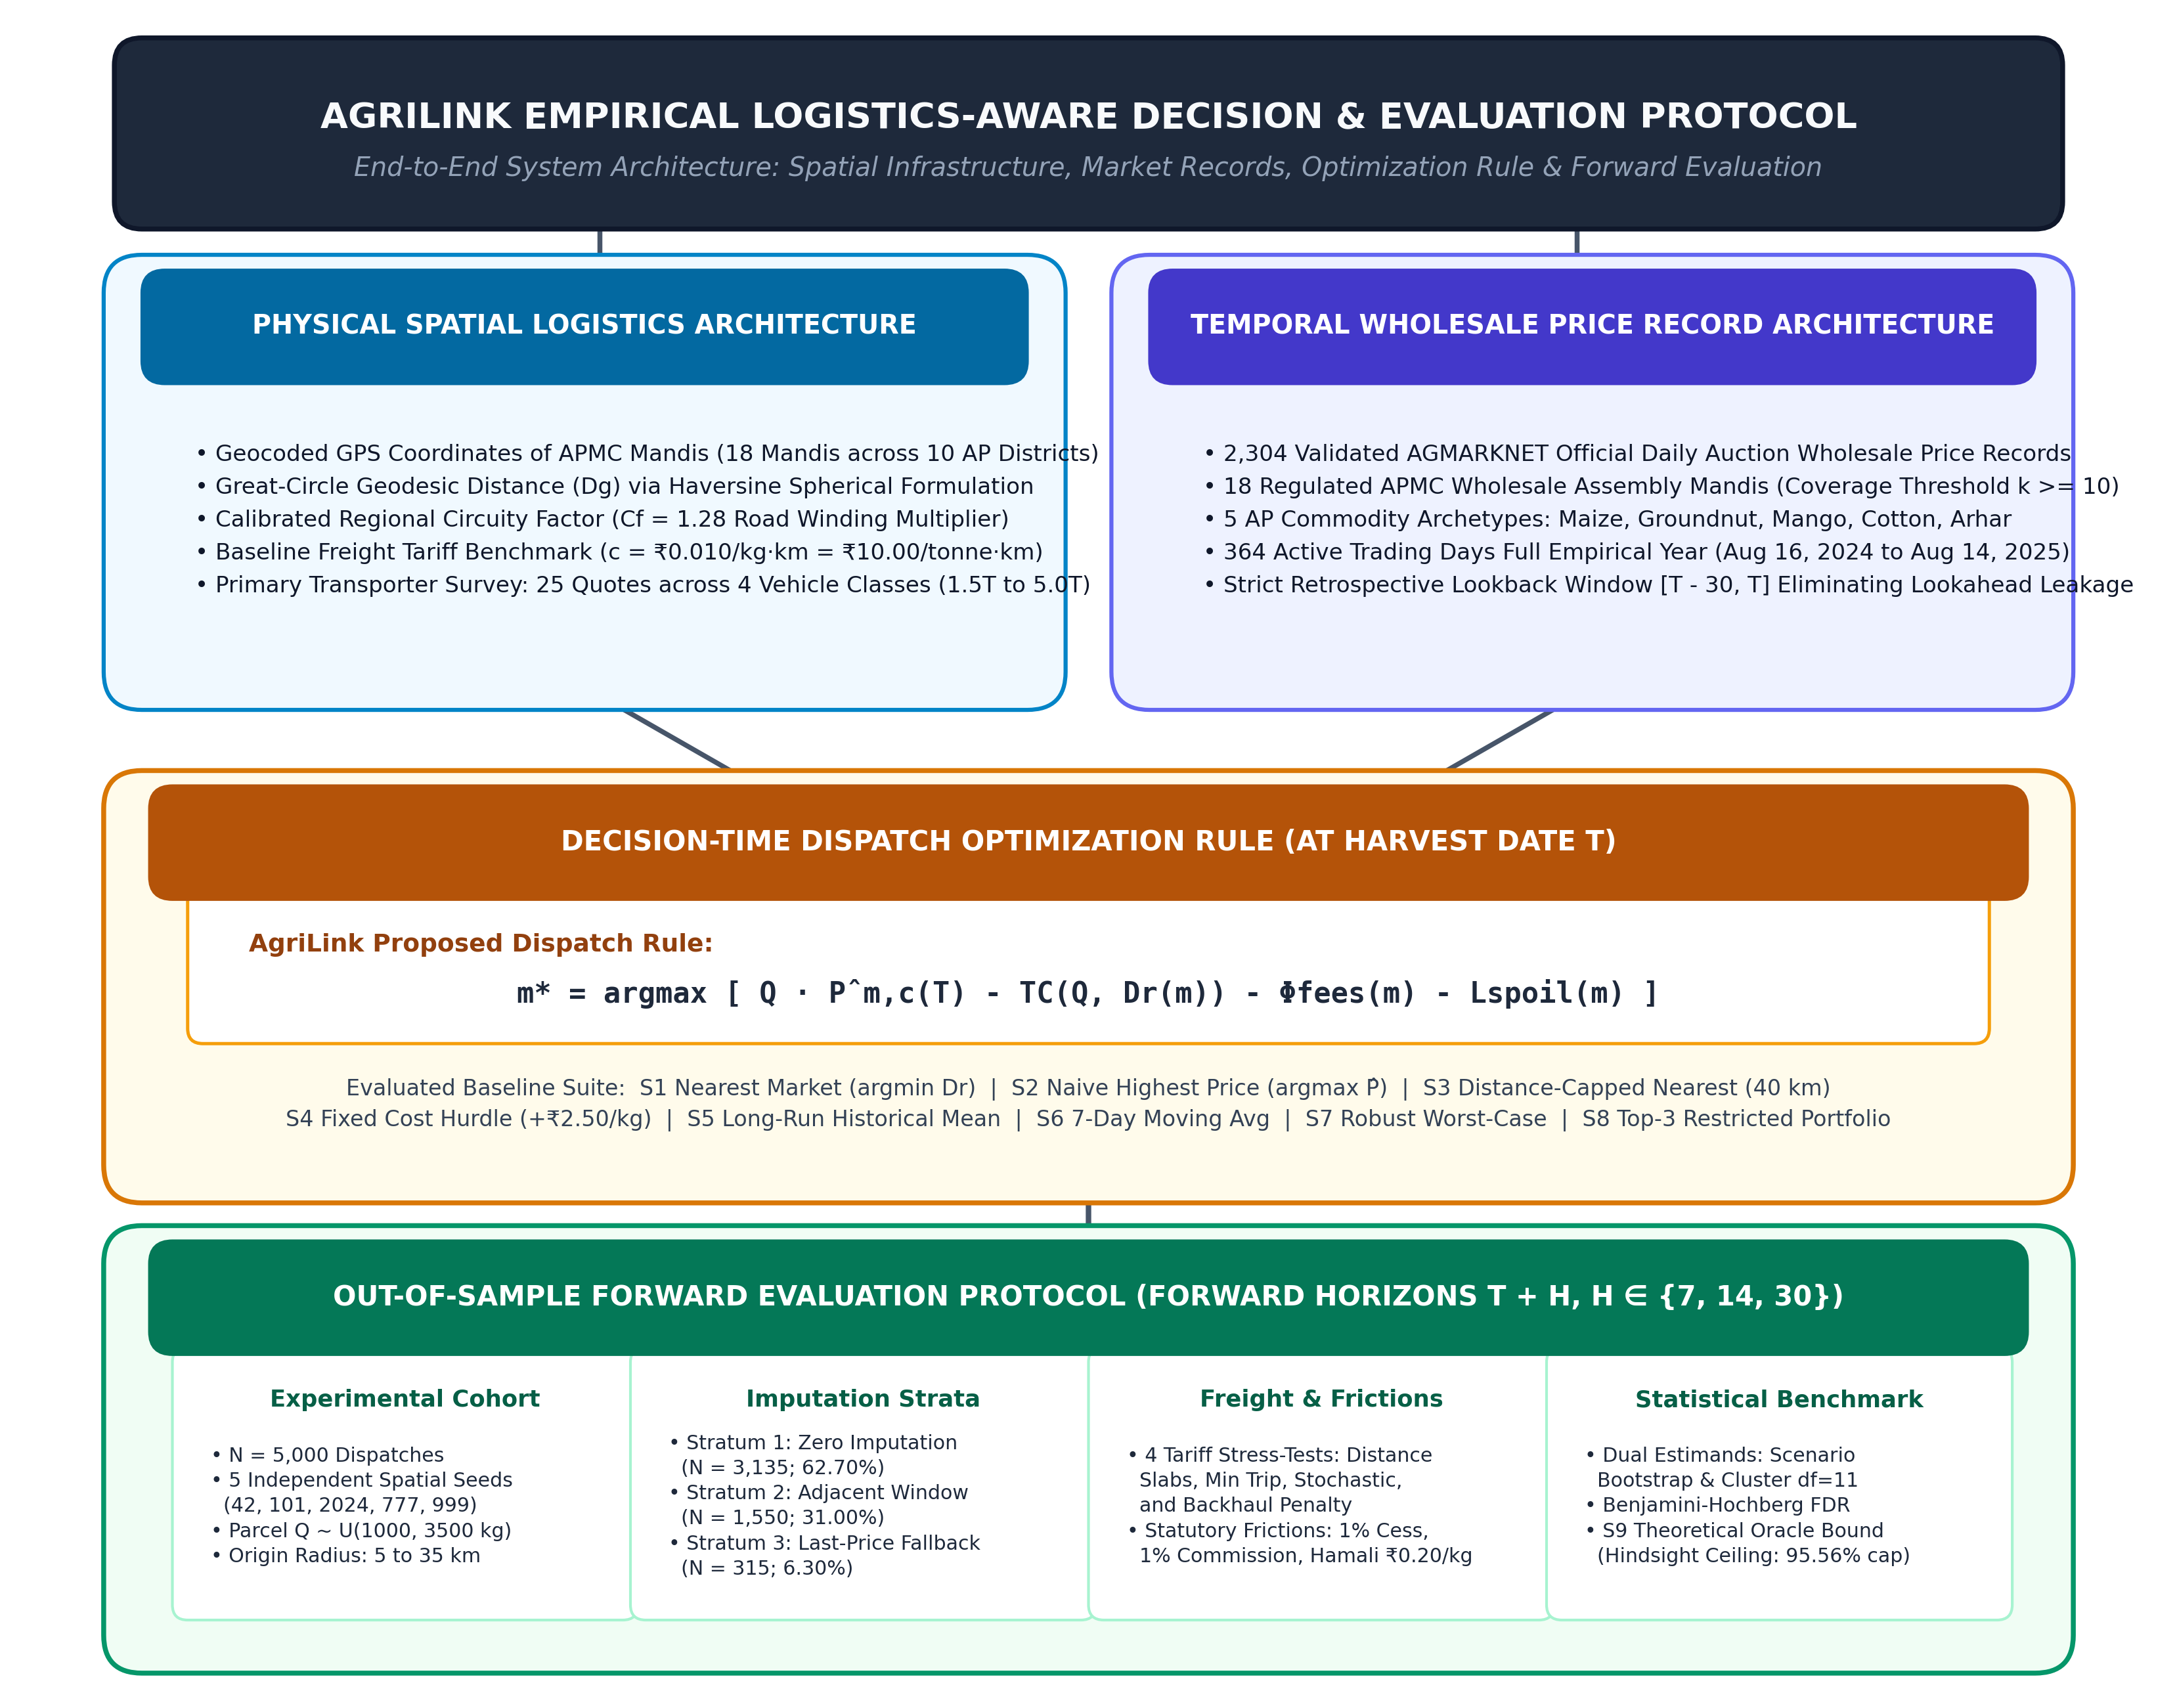 AGRILINK EMPIRICAL LOGISTICS-AWARE DECISION & EVALUATION PROTOCOL
End-to-End System Architecture: Spatial Infrastructure, Market Records, Optimization Rule & Forward Evaluation
PHYSICAL SPATIAL LOGISTICS ARCHITECTURE
• Geocoded GPS Coordinates of APMC Mandis (18 Mandis across 10 AP Districts)
• Great-Circle Geodesic Distance (Dg) via Haversine Spherical Formulation
• Calibrated Regional Circuity Factor (Cf = 1.28 Road Winding Multiplier)
• Baseline Freight Tariff Benchmark (c = ₹0.010/kg·km = ₹10.00/tonne·km)
• Primary Transporter Survey: 25 Quotes across 4 Vehicle Classes (1.5T to 5.0T)
TEMPORAL WHOLESALE PRICE RECORD ARCHITECTURE
• 2,304 Validated AGMARKNET Official Daily Auction Wholesale Price Records
• 18 Regulated APMC Wholesale Assembly Mandis (Coverage Threshold k >= 10)
• 5 AP Commodity Archetypes: Maize, Groundnut, Mango, Cotton, Arhar
• 364 Active Trading Days Full Empirical Year (Aug 16, 2024 to Aug 14, 2025)
• Strict Retrospective Lookback Window [T - 30, T] Eliminating Lookahead Leakage
DECISION-TIME DISPATCH OPTIMIZATION RULE (AT HARVEST DATE T)
AgriLink Proposed Dispatch Rule:
m* = argmax [ Q · Pˆm,c(T) - TC(Q, Dr(m)) - Φfees(m) - Lspoil(m) ]
Evaluated Baseline Suite: S1 Nearest Market (argmin Dr) | S2 Naive Highest Price (argmax P̂) | S3 Distance-Capped Nearest (40 km)
S4 Fixed Cost Hurdle (+₹2.50/kg) | S5 Long-Run Historical Mean | S6 7-Day Moving Avg | S7 Robust Worst-Case | S8 Top-3 Restricted Portfolio
OUT-OF-SAMPLE FORWARD EVALUATION PROTOCOL (FORWARD HORIZONS T + H, H ∈ {7, 14, 30})
Experimental Cohort
• N = 5,000 Dispatches
• 5 Independent Spatial Seeds
(42, 101, 2024, 777, 999)
• Parcel Q ~ U(1000, 3500 kg)
• Origin Radius: 5 to 35 km
Imputation Strata
• Stratum 1: Zero Imputation
(N = 3,135; 62.70%)
• Stratum 2: Adjacent Window
(N = 1,550; 31.00%)
• Stratum 3: Last-Price Fallback
(N = 315; 6.30%)
Freight & Frictions
• 4 Tariff Stress-Tests: Distance
Slabs, Min Trip, Stochastic,
and Backhaul Penalty
• Statutory Frictions: 1% Cess,
1% Commission, Hamali ₹0.20/kg
Statistical Benchmark
• Dual Estimands: Scenario
Bootstrap & Cluster df=11
• Benjamini-Hochberg FDR
• S9 Theoretical Oracle Bound
(Hindsight Ceiling: 95.56% cap)